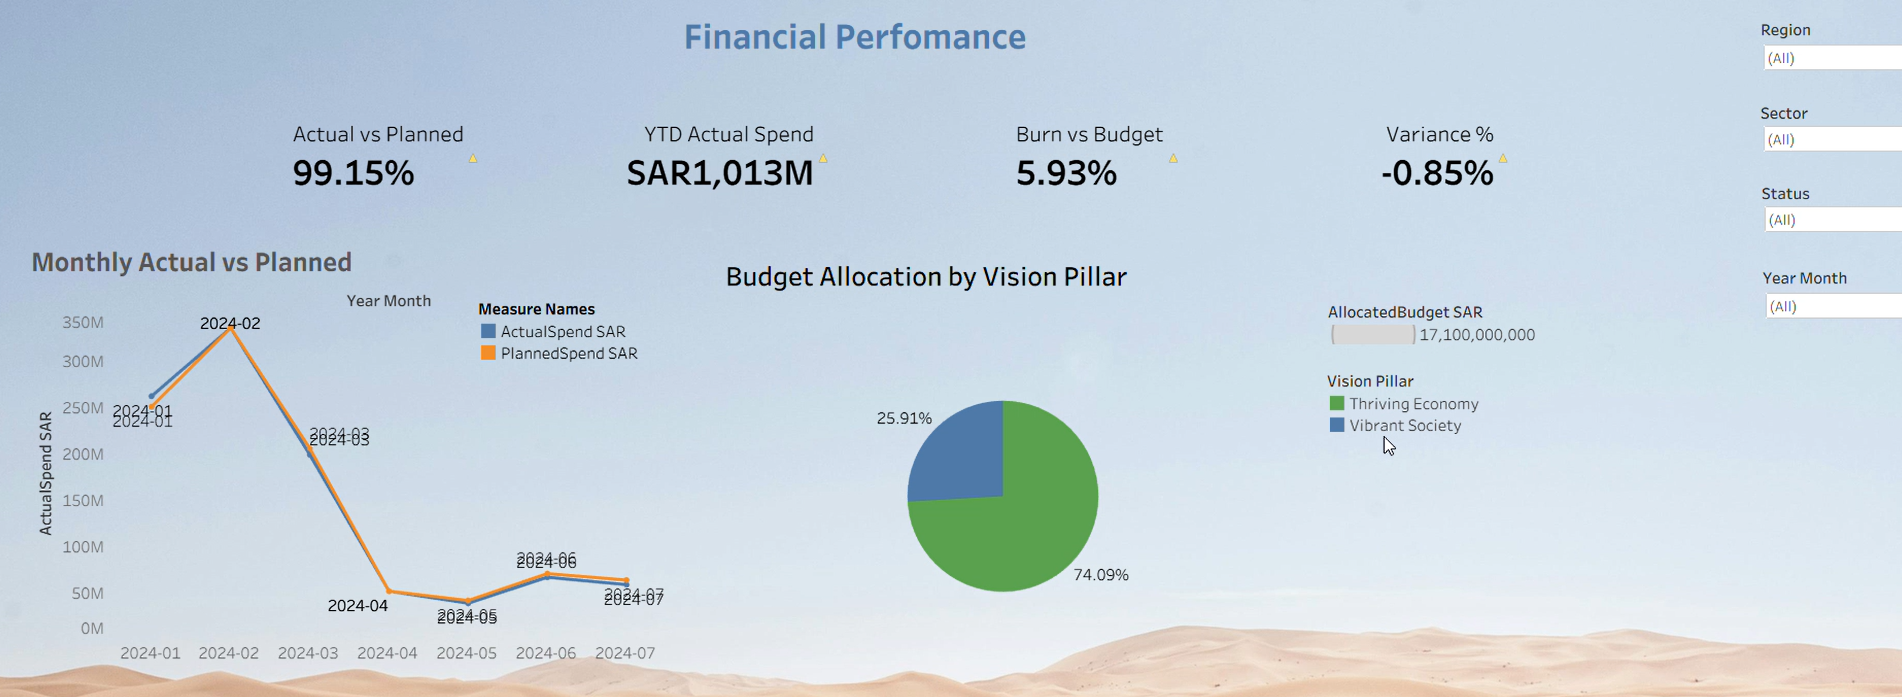 Financial Perfomance
Region
(All)
Sector
(All)
Status
(All)
Year Month
(All)
Actual vs Planned
99.15%
YTD Actual Spend
SAR1,013M
Burn vs Budget
5.93%
Variance %
-0.85%
Monthly Actual vs Planned
Year Month
Measure Names
ActualSpend SAR
PlannedSpend SAR
ActualSpend SAR
350M
300M
250M
200M
150M
100M
50M
0M
2024-01
2024-01
2024-02
2024-03
2024-03
2024-04
2024-05
2024-05
2024-06
2024-06
2024-07
2024-07
2024-01 2024-02 2024-03 2024-04 2024-05 2024-06 2024-07
Budget Allocation by Vision Pillar
25.91%
74.09%
AllocatedBudget SAR
17,100,000,000
Vision Pillar
Thriving Economy
Vibrant Society